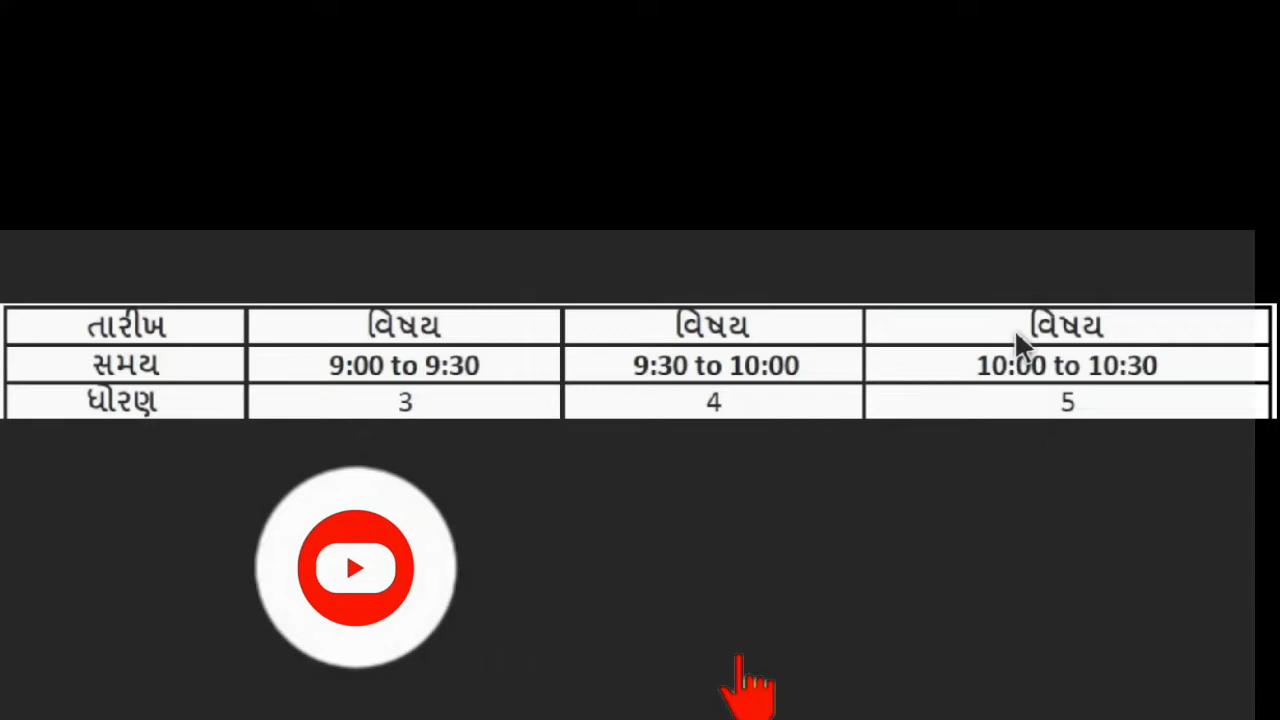 તારીખ વિષય વિષય વિષય
સમય 9:00 to 9:30 9:30 to 10:00 10:00 to 10:30
ધોરણ 3 4 5